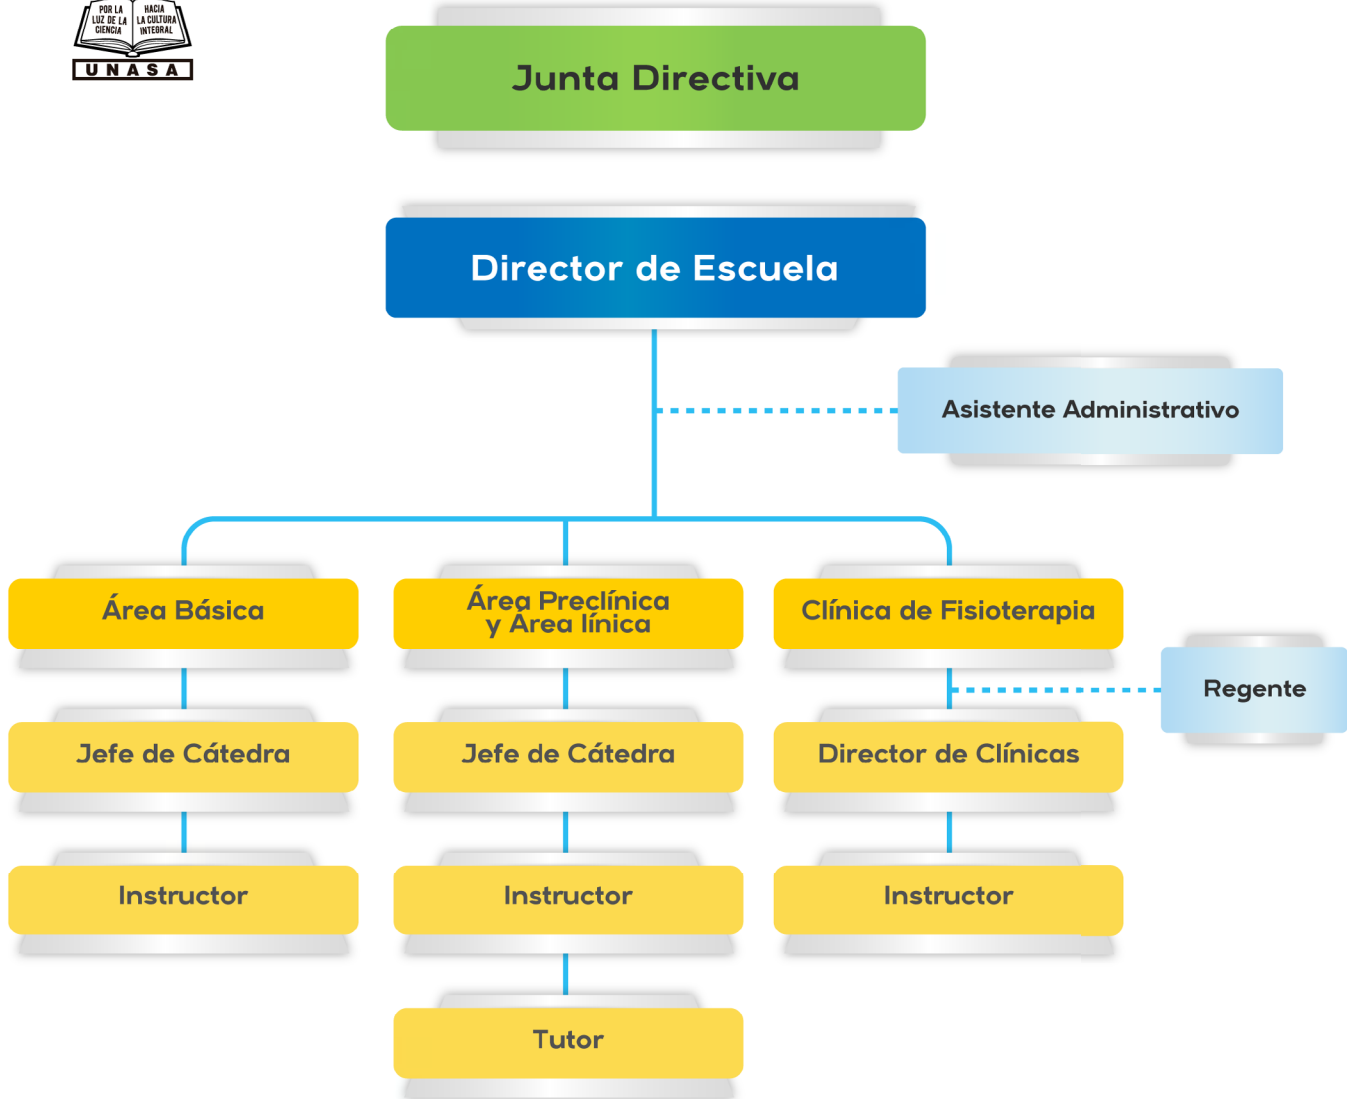 POR LA
LUZ DE LA
CIENCIA
HACIA
LA CULTURA
INTEGRAL
UNASA
Junta Directiva
Director de Escuela
Asistente Administrativo
Área Básica
Área Preclínica
y Área línica
Clínica de Fisioterapia
Regente
Jefe de Cátedra
Jefe de Cátedra
Director de Clínicas
Instructor
Instructor
Instructor
Tutor